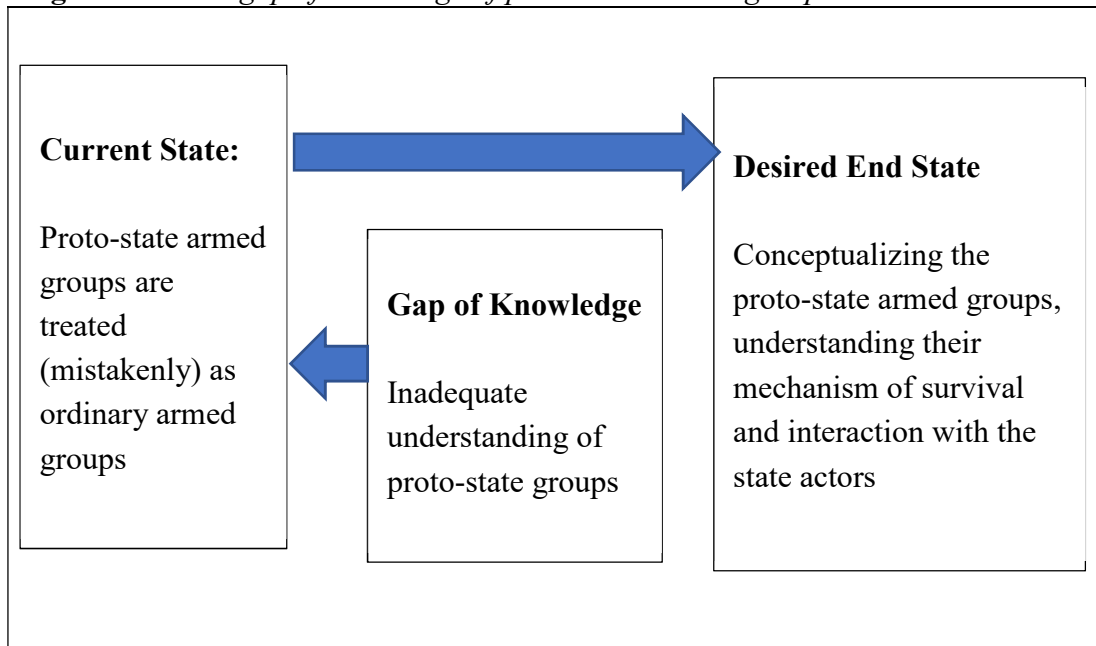 Current State:
Proto-state armed
groups are
treated
(mistakenly) as
ordinary armed
groups
Gap of Knowledge
Inadequate
understanding of
proto-state groups
Desired End State
Conceptualizing the
proto-state armed groups,
understanding their
mechanism of survival
and interaction with the
state actors